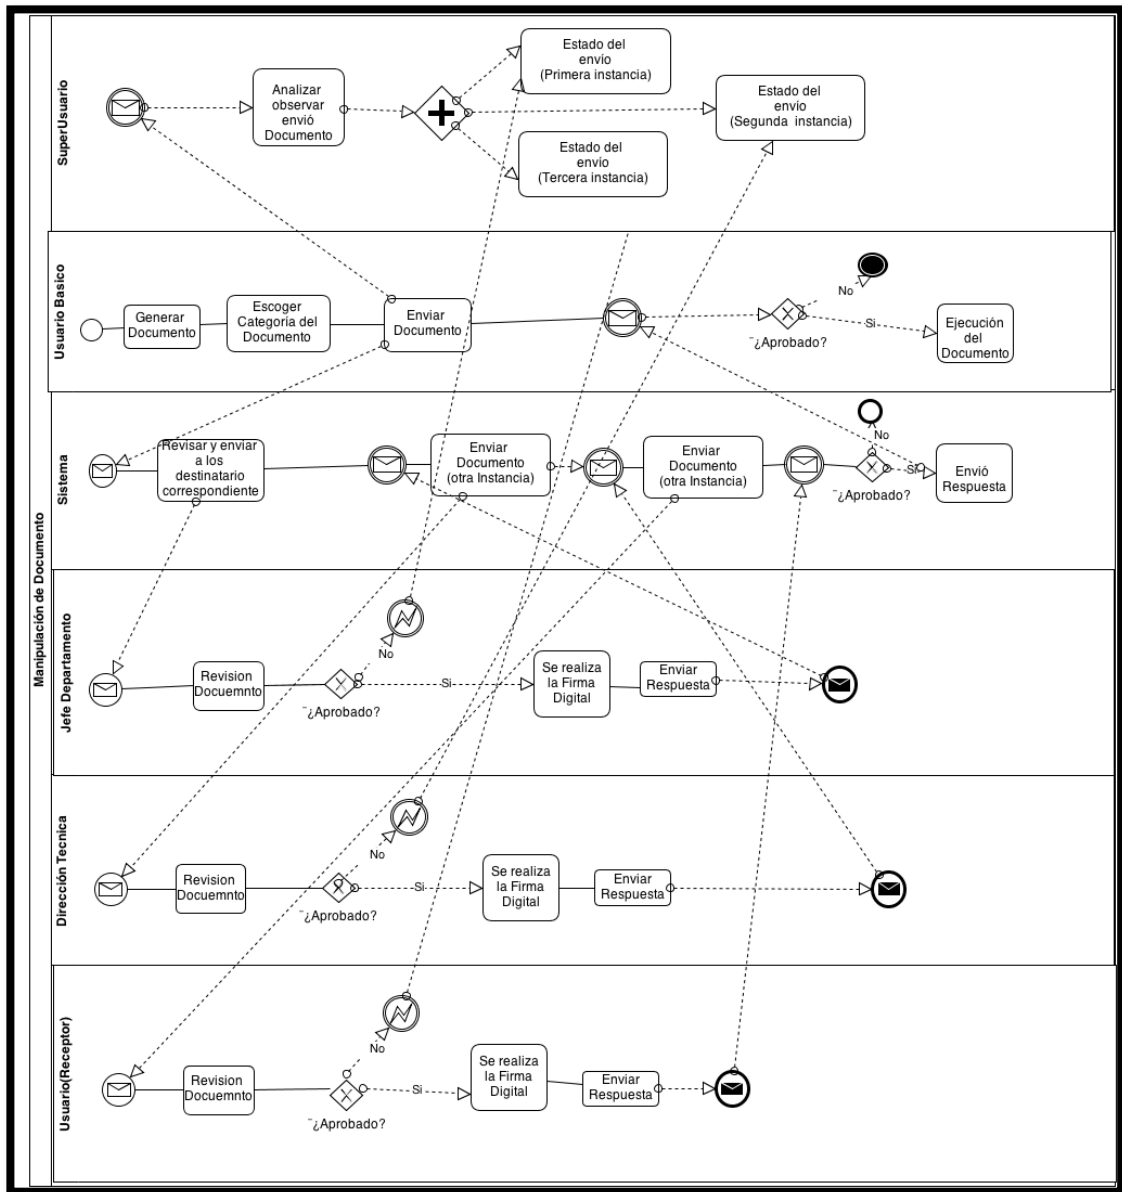 Manipulación de Documento
SuperUsuario
Analizar
observar
envió
Documento
Estado del
envio
(Primera instancia)
Estado del
envio
(Segunda instancia)
Estado del
envio
(Tercera instancia)
Usuario Basico
Generar
Documento
Escoger
Categoría del
Documento
Enviar
Documento
¨¿Aprobado?
No
Si
Ejecución
del
Documento
Sistema
Revisar y enviar
a los
destinatario
correspondiente
Enviar
Documento
(otra Instancia)
Enviar
Documento
(otra Instancia)
¨¿Aprobado?
No
Si
Envió
Respuesta
Jefe Departamento
Revision
Docuemnto
¨¿Aprobado?
No
Si
Se realiza
la Firma
Digital
Enviar
Respuesta
Dirección Tecnica
Revision
Docuemnto
¨¿Aprobado?
No
Si
Se realiza
la Firma
Digital
Enviar
Respuesta
Usuario(Receptor)
Revision
Docuemnto
¨¿Aprobado?
No
Si
Se realiza
la Firma
Digital
Enviar
Respuesta